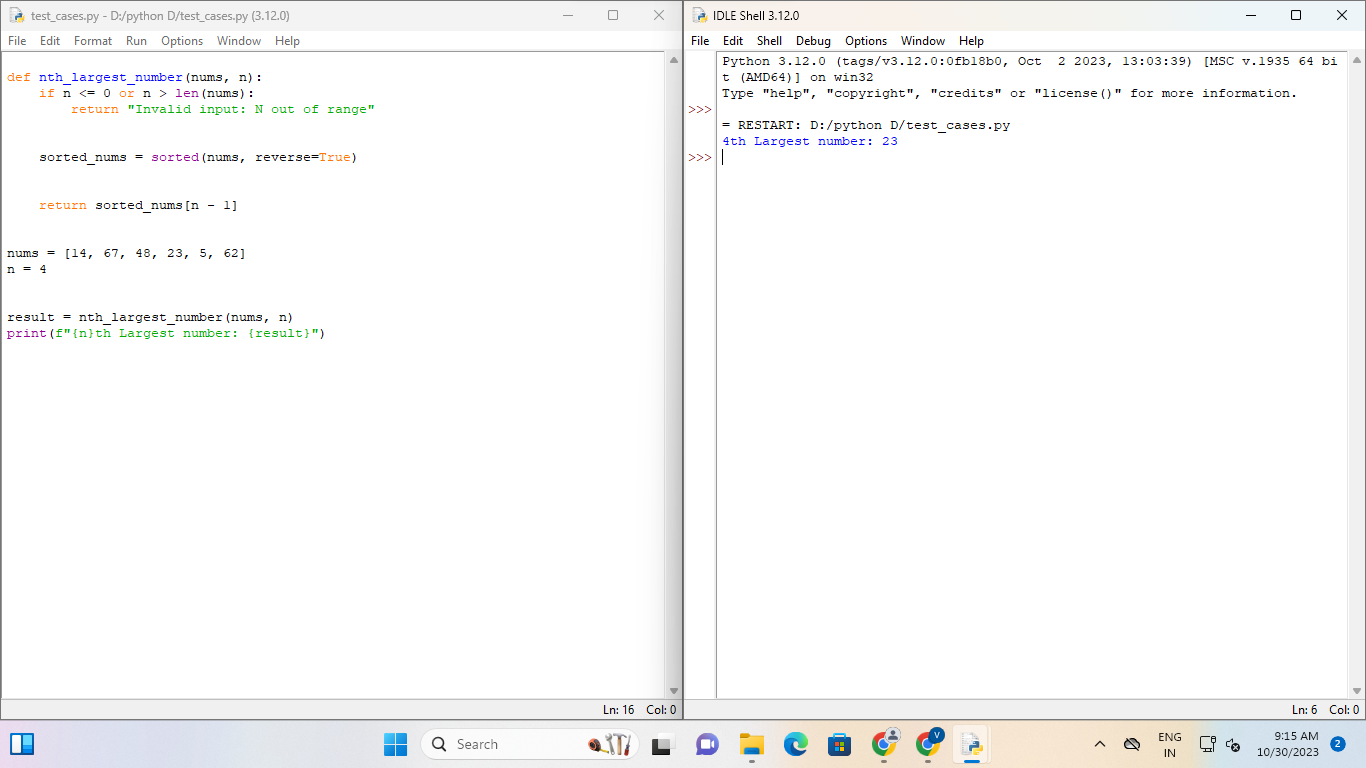 test_cases.py - D:/python D/test_cases.py (3.12.0)
File Edit Format Run Options Window Help
def nth_largest_number(nums, n):
    if n <= 0 or n > len(nums):
        return "Invalid input: N out of range"
    sorted_nums = sorted(nums, reverse=True)
    return sorted_nums[n - 1]
nums = [14, 67, 48, 23, 5, 62]
n = 4
result = nth_largest_number(nums, n)
print(f"{n}th Largest number: {result}")
Ln: 16 Col: 0
IDLE Shell 3.12.0
File Edit Shell Debug Options Window Help
Python 3.12.0 (tags/v3.12.0:0fb18b0, Oct  2 2023, 13:03:39) [MSC v.1935 64 bi
t (AMD64)] on win32
Type "help", "copyright", "credits" or "license()" for more information.
>>>
= RESTART: D:/python D/test_cases.py
4th Largest number: 23
>>>
Ln: 6 Col: 0
Search
V
ENG
IN
9:15 AM
10/30/2023
2